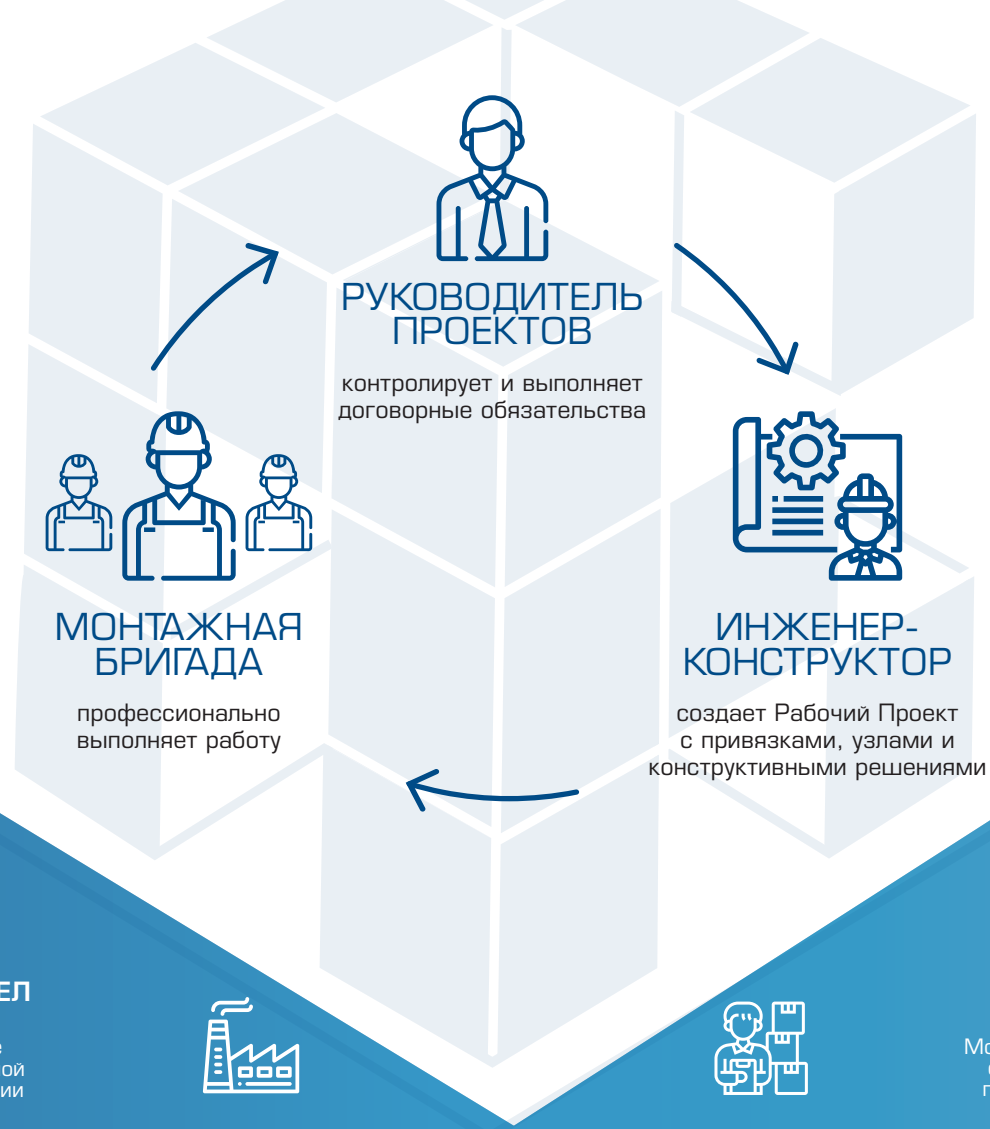 РУКОВОДИТЕЛЬ
ПРОЕКТОВ
контролирует и выполняет
договорные обязательства
МОНТАЖНАЯ
БРИГАДА
профессионально
выполняет работу
ИНЖЕНЕР-
КОНСТРУКТОР
создает Рабочий Проект
с привязками, узлами и
конструктивными решениями